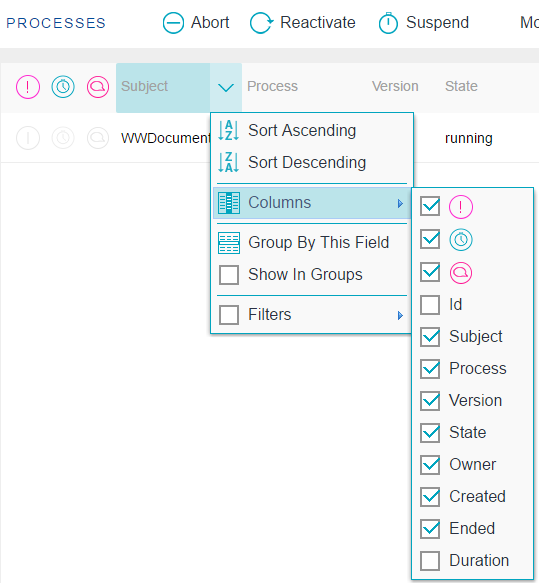 PROCESSES Abort Reactivate Suspend Mo
Subject Process Version State
WWDocument running
Sort Ascending
Sort Descending
Columns
Group By This Field
Show In Groups
Filters
Id
Subject
Process
Version
State
Owner
Created
Ended
Duration